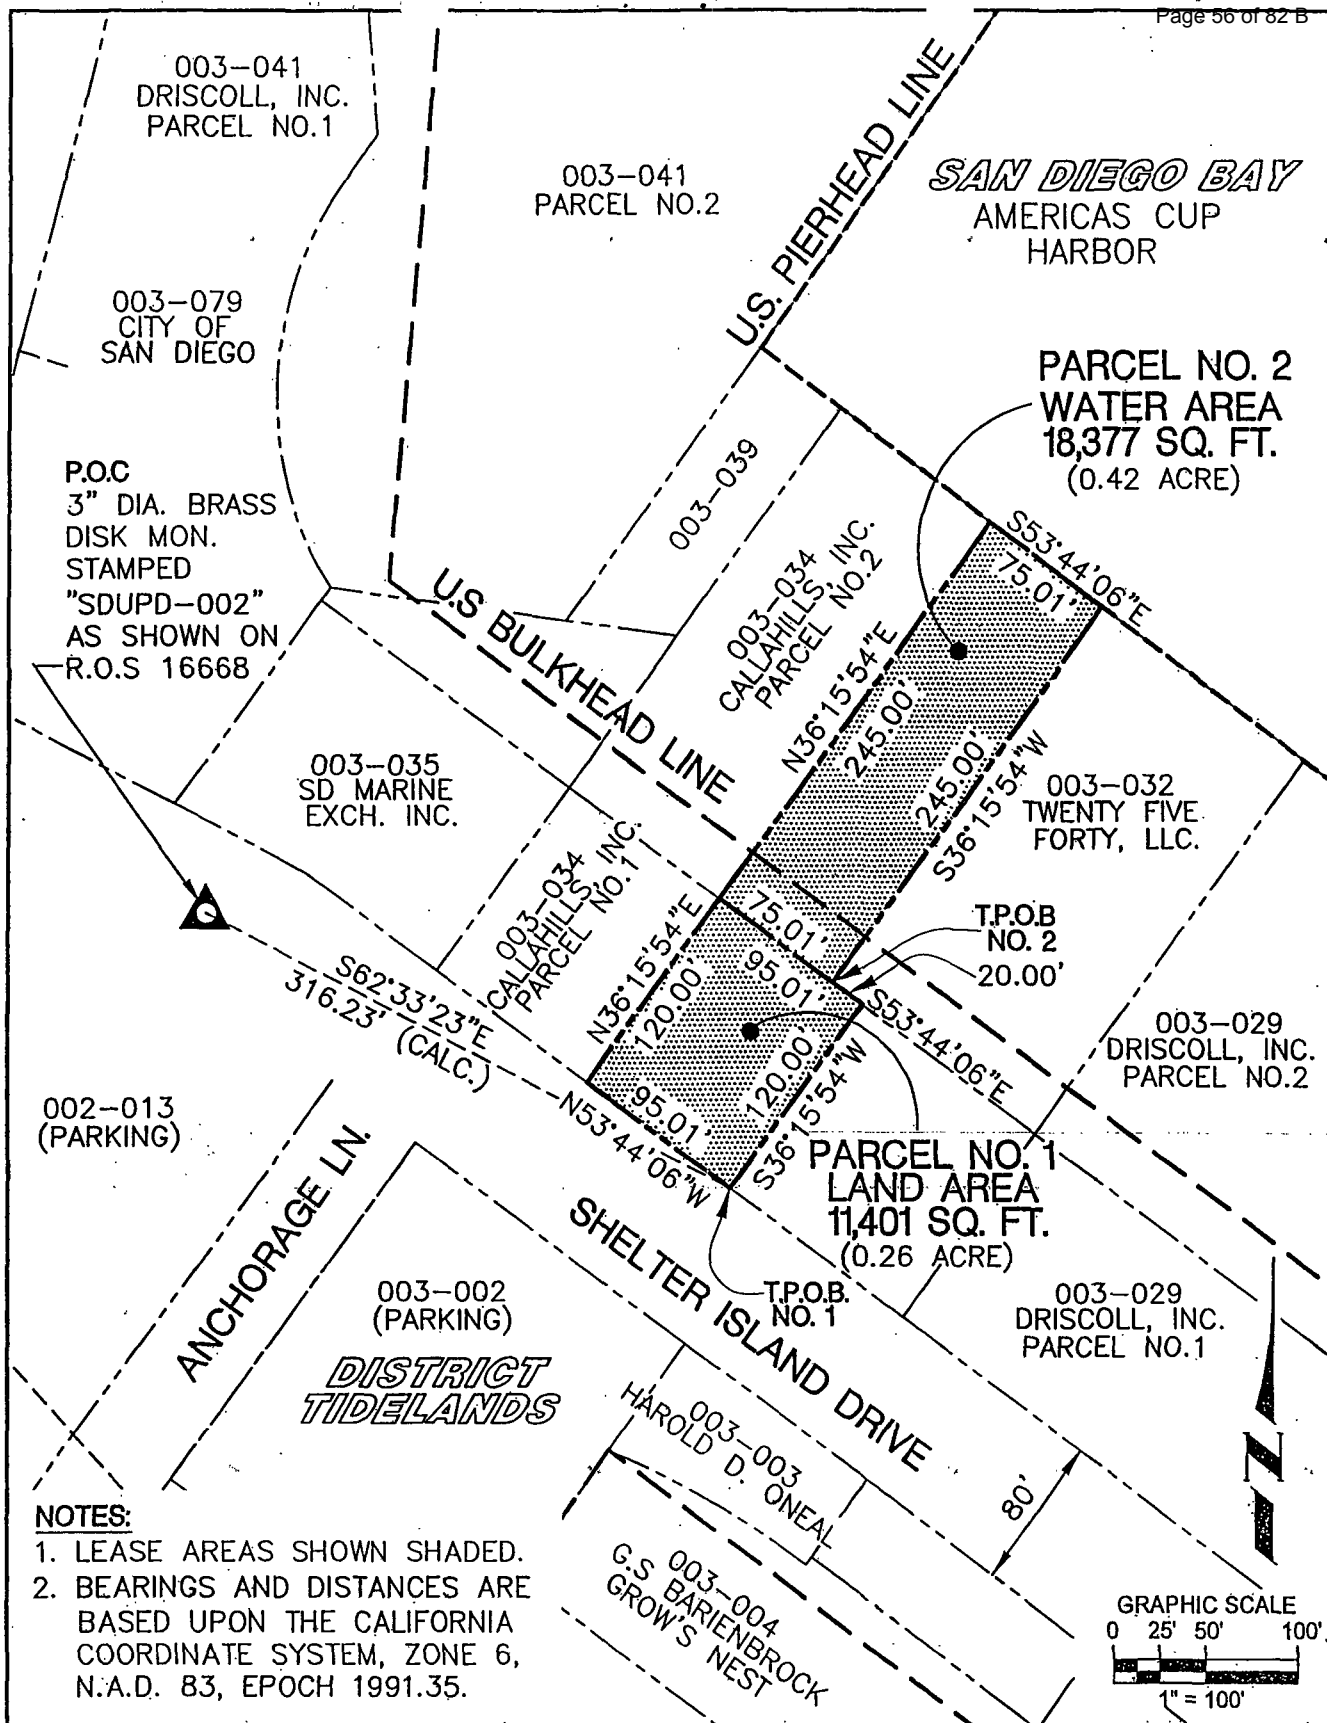 Page 56 of 82 B
003-041
DRISCOLL, INC.
PARCEL NO.1
003-041
PARCEL NO.2
U.S. PIERHEAD LINE
SAN DIEGO BAY
AMERICAS CUP
HARBOR
003-079
CITY OF
SAN DIEGO
PARCEL NO. 2
WATER AREA
18,377 SQ. FT.
(0.42 ACRE)
P.O.C
3" DIA. BRASS
DISK MON.
STAMPED
"SDUPD-002"
AS SHOWN ON
R.O.S 16668
003-039
003-034
CALLAHILLS, INC.
PARCEL NO.2
S53°44'06"E
75.01'
U.S BULKHEAD LINE
N36°15'54"E
245.00'
245.00'
S36°15'54"W
003-035
SD MARINE
EXCH. INC.
003-032
TWENTY FIVE
FORTY, LLC.
003-034
CALLAHILLS, INC.
PARCEL NO.1
75.01'
T.P.O.B
NO. 2
20.00'
N36°15'54"E
120.00'
95.01'
S53°44'06"E
S62°33'23"E
316.23' (CALC.)
120.00'
S36°15'54"W
003-029
DRISCOLL, INC.
PARCEL NO.2
002-013
(PARKING)
95.01'
N53°44'06"W
PARCEL NO. 1
LAND AREA
11,401 SQ. FT.
(0.26 ACRE)
ANCHORAGE LN.
SHELTER ISLAND DRIVE
T.P.O.B.
NO. 1
003-002
(PARKING)
003-029
DRISCOLL, INC.
PARCEL NO.1
DISTRICT
TIDELANDS
003-003
HAROLD D. ONEAL
80'
N
003-004
G.S BARIENBROCK
GROW'S NEST
NOTES:
1. LEASE AREAS SHOWN SHADED.
2. BEARINGS AND DISTANCES ARE
BASED UPON THE CALIFORNIA
COORDINATE SYSTEM, ZONE 6,
N.A.D. 83, EPOCH 1991.35.
GRAPHIC SCALE
0 25' 50' 100'
1" = 100'